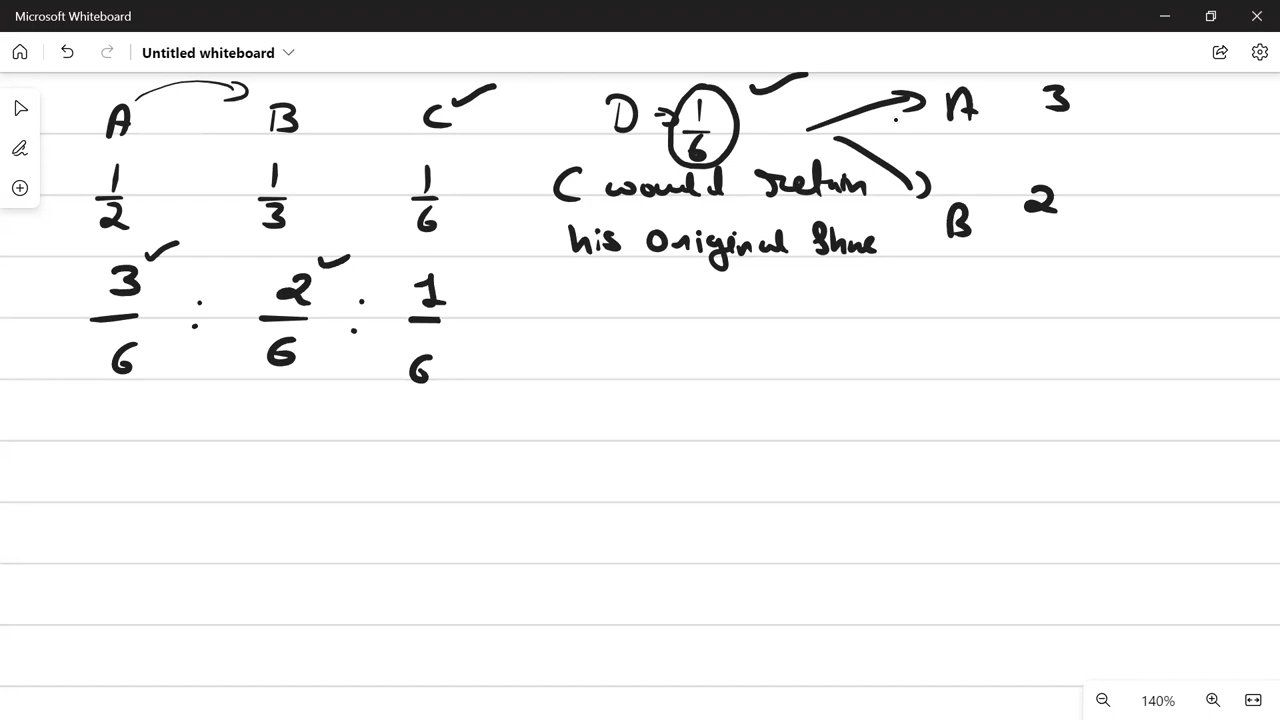 Microsoft Whiteboard
Untitled whiteboard
A B C D ⇒ 1/6 A 3
1/2 1/3 1/6 C would retain
his original share B 2
3/6 : 2/6 : 1/6
140%